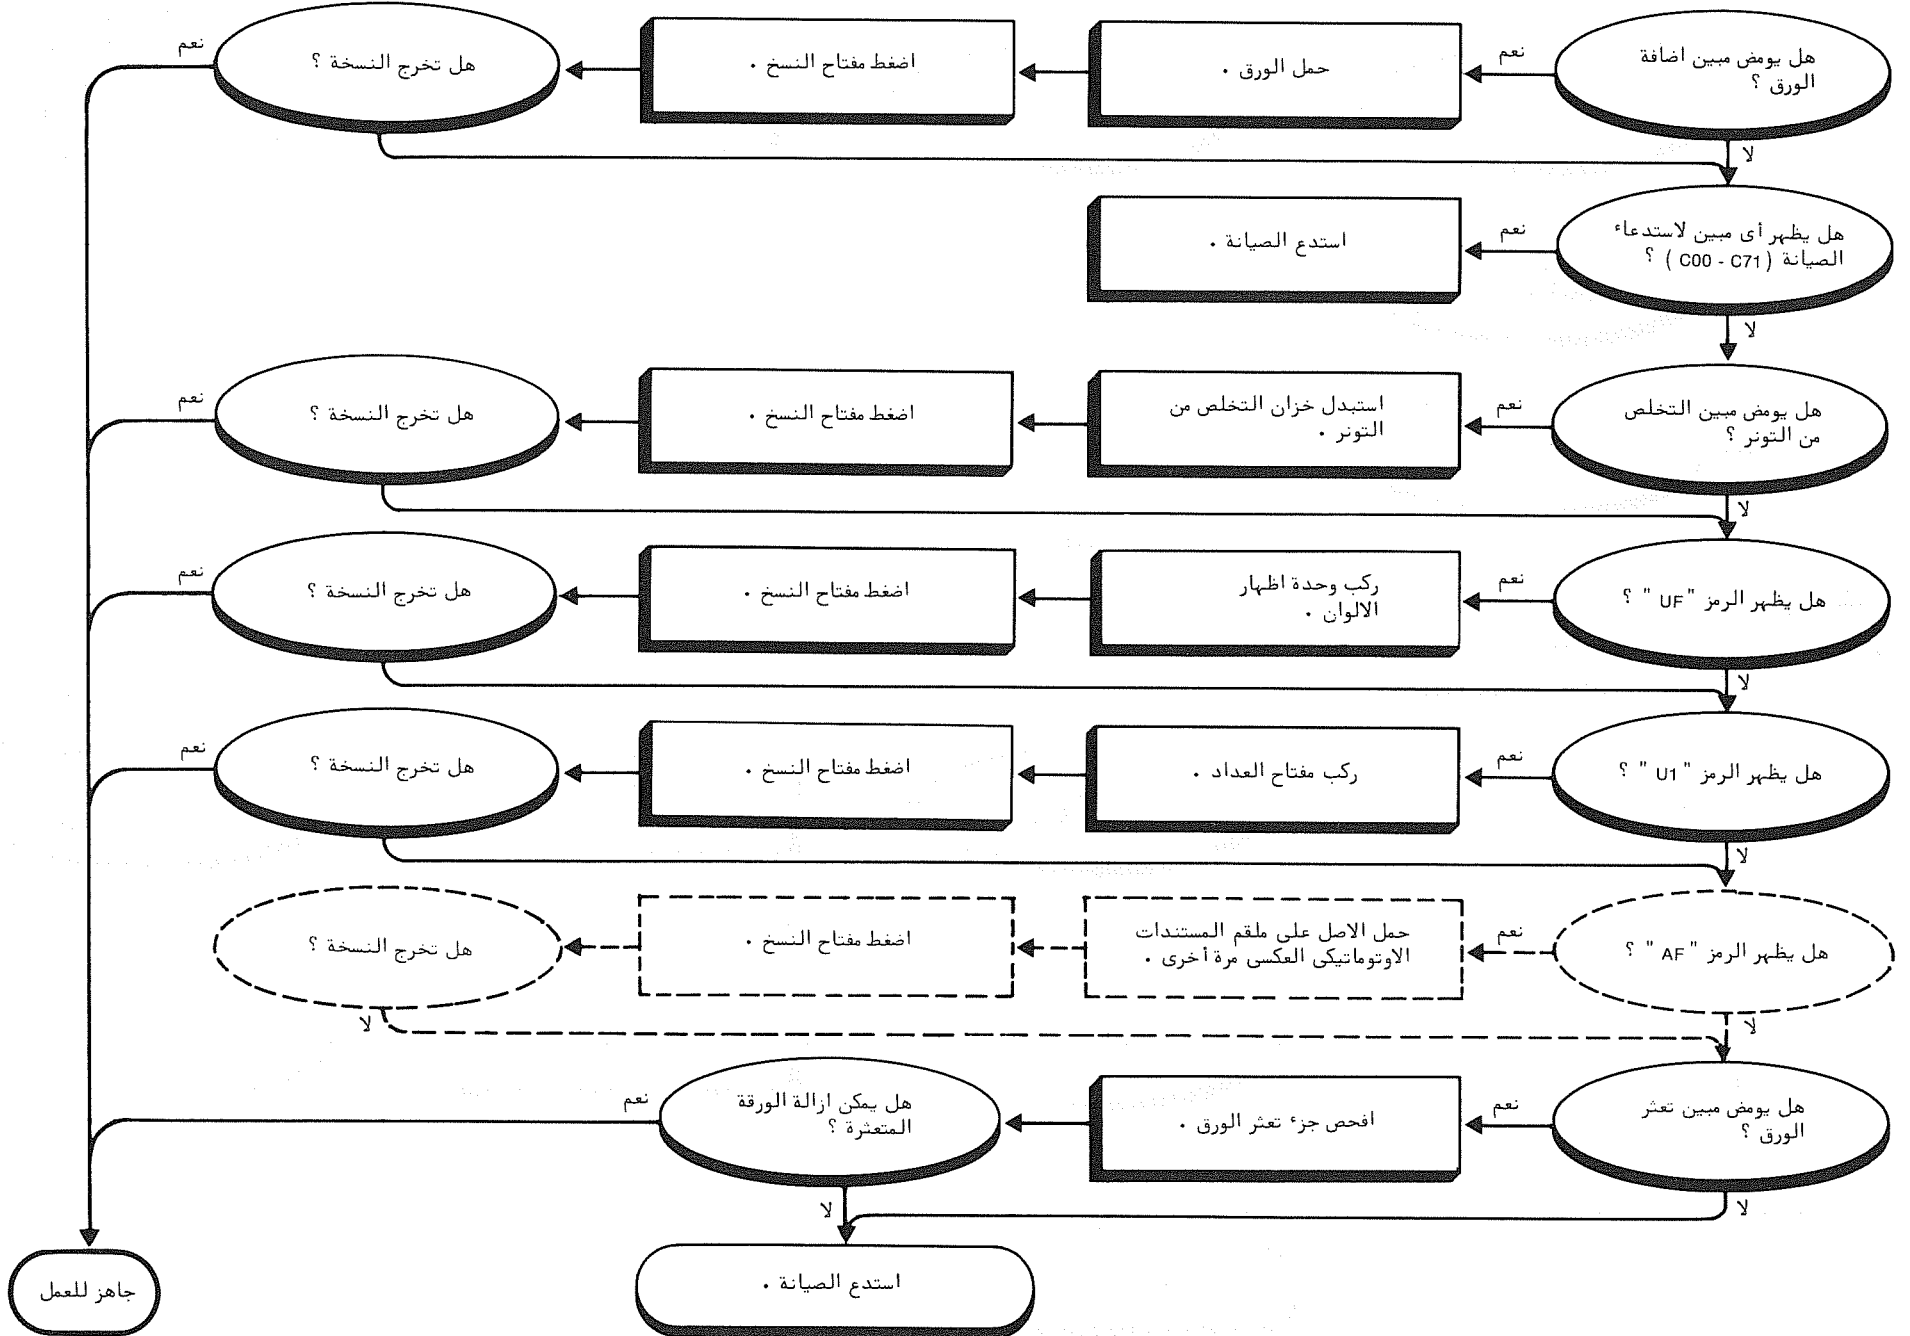 هل يومض مبين اضافة
الورق ؟
نعم
حمل الورق .
اضغط مفتاح النسخ .
هل تخرج النسخة ؟
نعم
لا
هل يظهر أى مبين لاستدعاء
الصيانة (C00 - C71) ؟
نعم
استدع الصيانة .
لا
هل يومض مبين التخلص
من التونر ؟
نعم
استبدل خزان التخلص من
التونر .
اضغط مفتاح النسخ .
هل تخرج النسخة ؟
نعم
لا
هل يظهر الرمز "UF" ؟
نعم
ركب وحدة اظهار
الالوان .
اضغط مفتاح النسخ .
هل تخرج النسخة ؟
نعم
لا
هل يظهر الرمز "U1" ؟
نعم
ركب مفتاح العداد .
اضغط مفتاح النسخ .
هل تخرج النسخة ؟
نعم
لا
هل يظهر الرمز "AF" ؟
نعم
حمل الاصل على ملقم المستندات
الاوتوماتيكى العكسى مرة أخرى .
اضغط مفتاح النسخ .
هل تخرج النسخة ؟
لا
لا
هل يومض مبين تعثر
الورق ؟
نعم
افحص جزء تعثر الورق .
هل يمكن ازالة الورقة
المتعثرة ؟
نعم
لا
لا
استدع الصيانة .
جاهز للعمل